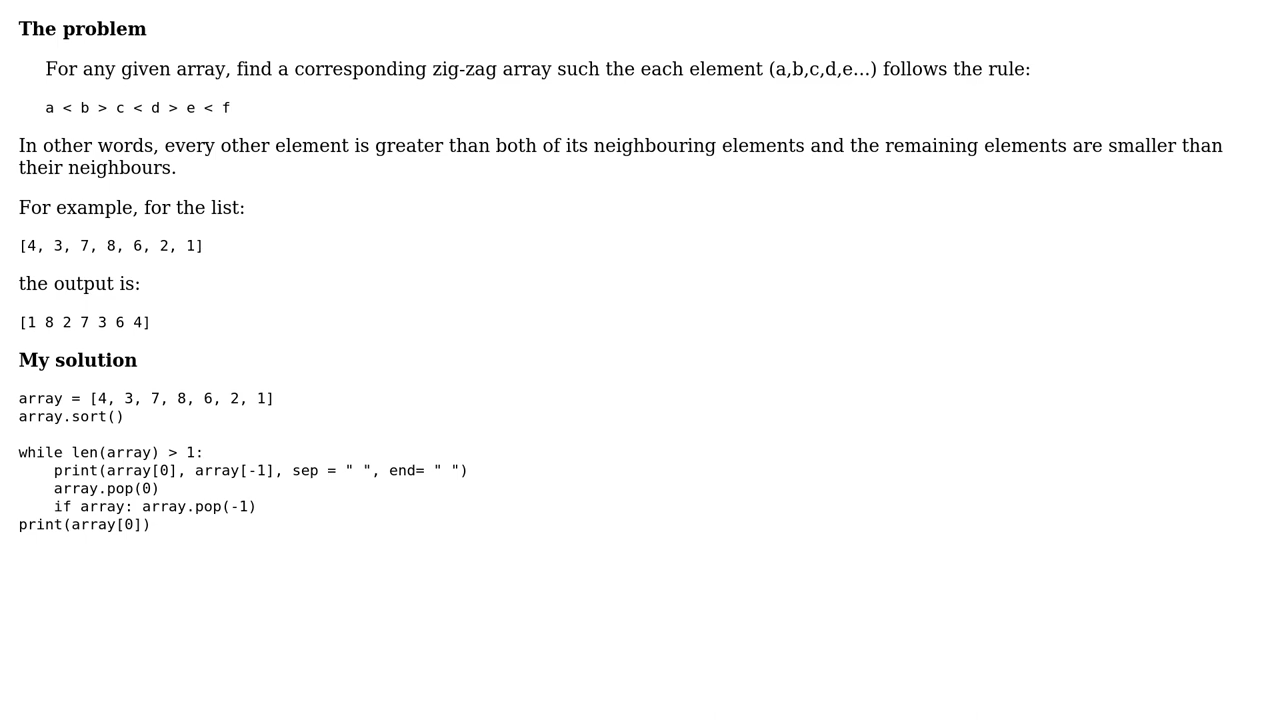 The problem
For any given array, find a corresponding zig-zag array such the each element (a,b,c,d,e...) follows the rule:
a < b > c < d > e < f
In other words, every other element is greater than both of its neighbouring elements and the remaining elements are smaller than
their neighbours.
For example, for the list:
[4, 3, 7, 8, 6, 2, 1]
the output is:
[1 8 2 7 3 6 4]
My solution
array = [4, 3, 7, 8, 6, 2, 1]
array.sort()
while len(array) > 1:
    print(array[0], array[-1], sep = " ", end= " ")
    array.pop(0)
    if array: array.pop(-1)
print(array[0])